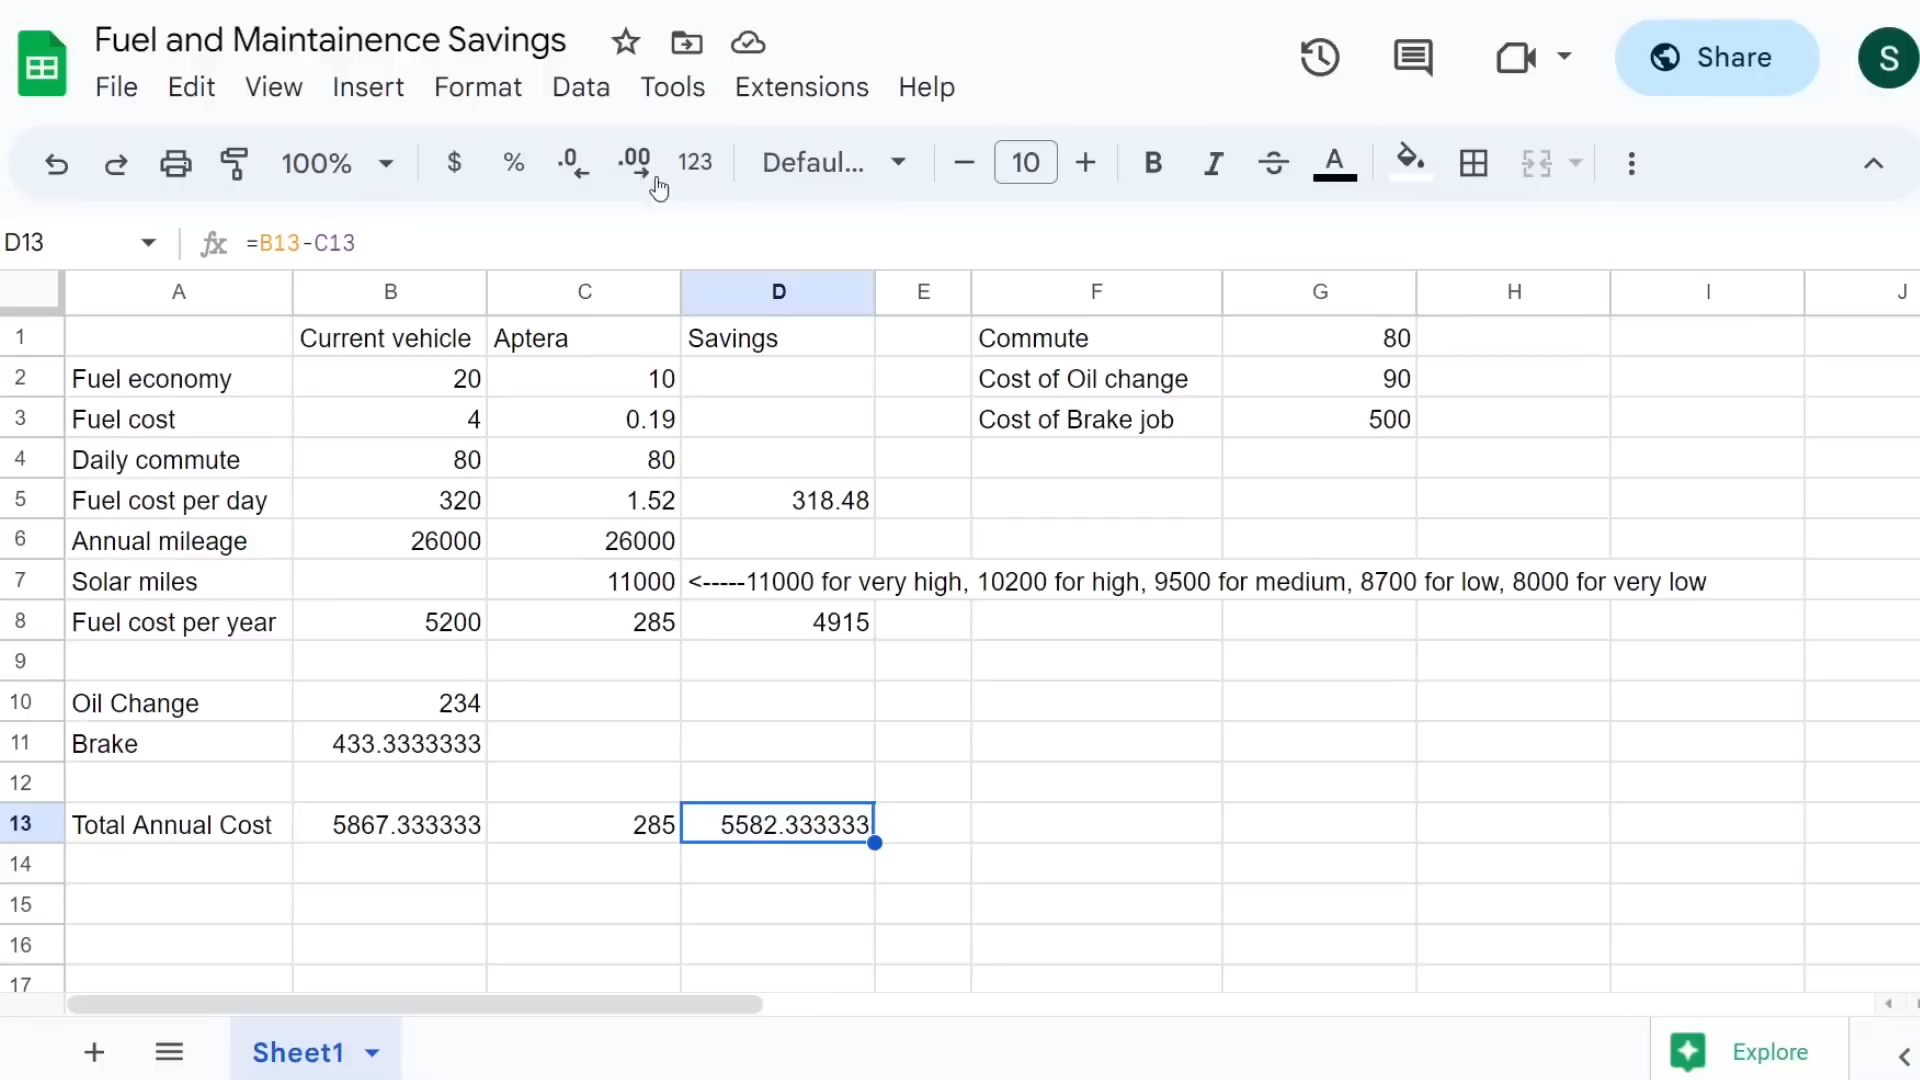 Fuel and Maintainence Savings
File Edit View Insert Format Data Tools Extensions Help
Share
S
100% $ % .0 .00 123 Defaul... 10 B I A
D13 fx =B13-C13
A B C D E F G H I J
1 Current vehicle Aptera Savings Commute 80
2 Fuel economy 20 10 Cost of Oil change 90
3 Fuel cost 4 0.19 Cost of Brake job 500
4 Daily commute 80 80
5 Fuel cost per day 320 1.52 318.48
6 Annual mileage 26000 26000
7 Solar miles 11000 <-----11000 for very high, 10200 for high, 9500 for medium, 8700 for low, 8000 for very low
8 Fuel cost per year 5200 285 4915
9
10 Oil Change 234
11 Brake 433.3333333
12
13 Total Annual Cost 5867.333333 285 5582.333333
14
15
16
17
Sheet1 Explore